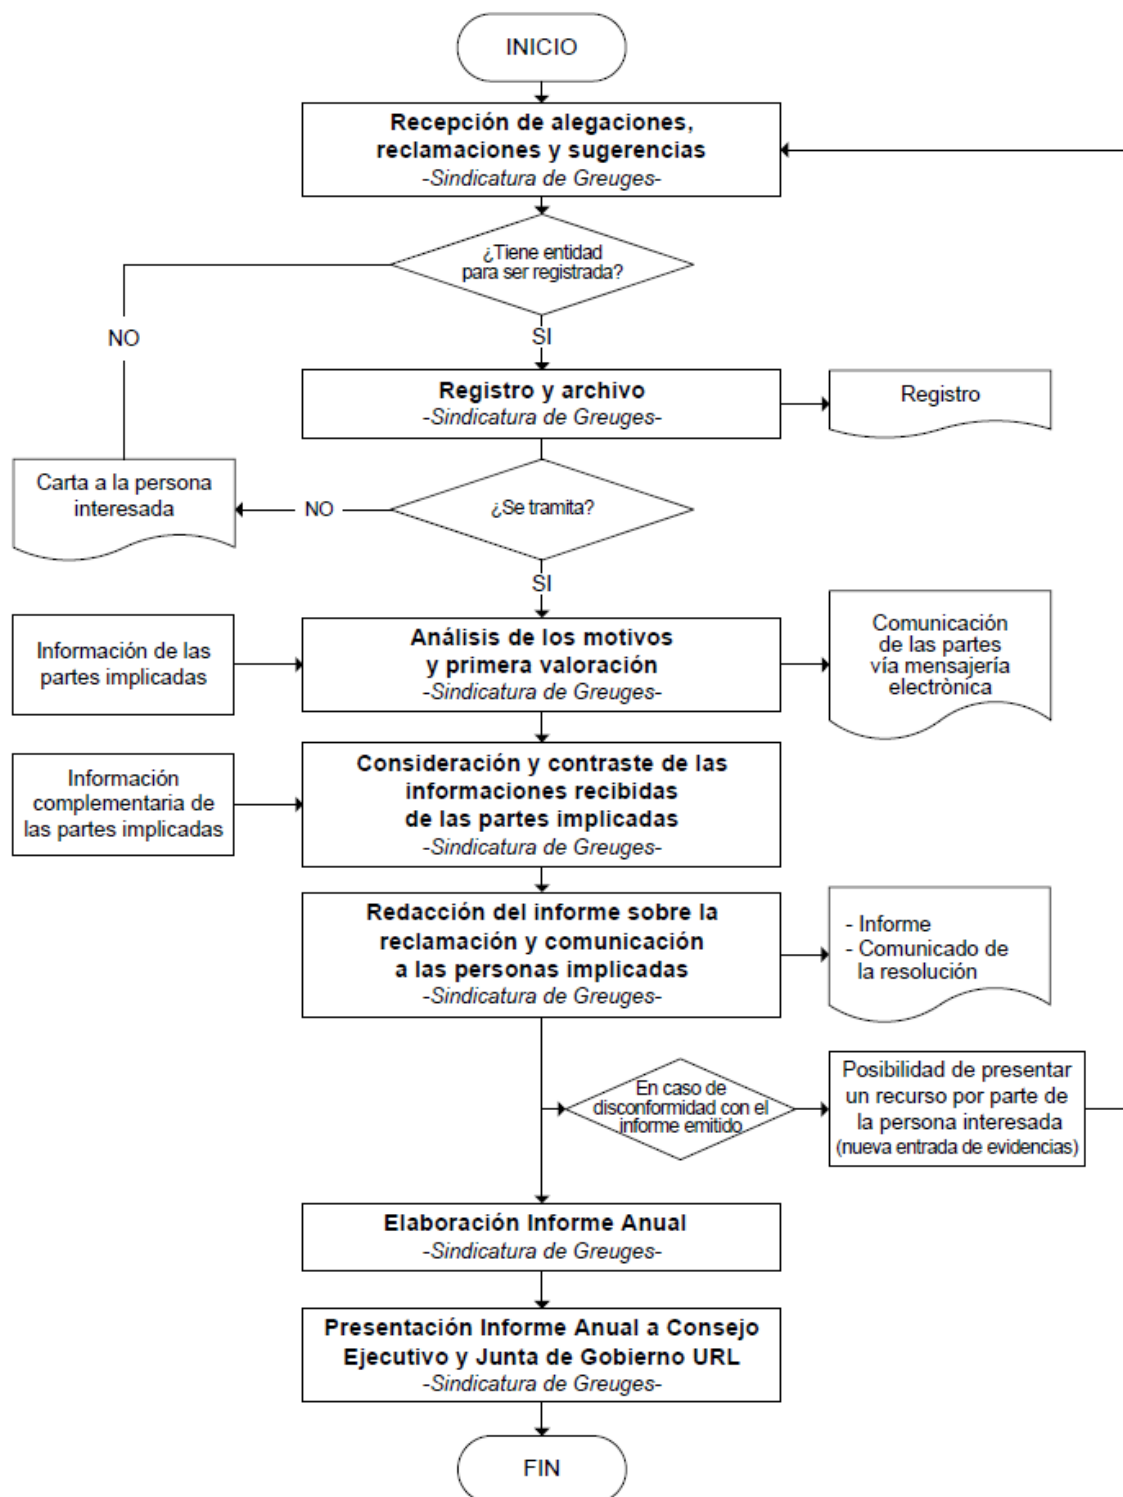 INICIO
Recepción de alegaciones,
reclamaciones y sugerencias
-Sindicatura de Greuges-
¿Tiene entidad
para ser registrada?
NO
SI
Registro y archivo
-Sindicatura de Greuges-
Registro
Carta a la persona
interesada
NO
¿Se tramita?
SI
Información de las
partes implicadas
Análisis de los motivos
y primera valoración
-Sindicatura de Greuges-
Comunicación
de las partes
vía mensajería
electrònica
Información
complementaria de
las partes implicadas
Consideración y contraste de las
informaciones recibidas
de las partes implicadas
-Sindicatura de Greuges-
Redacción del informe sobre la
reclamación y comunicación
a las personas implicadas
-Sindicatura de Greuges-
- Informe
- Comunicado de
la resolución
En caso de
disconformidad con el
informe emitido
Posibilidad de presentar
un recurso por parte de
la persona interesada
(nueva entrada de evidencias)
Elaboración Informe Anual
-Sindicatura de Greuges-
Presentación Informe Anual a Consejo
Ejecutivo y Junta de Gobierno URL
-Sindicatura de Greuges-
FIN